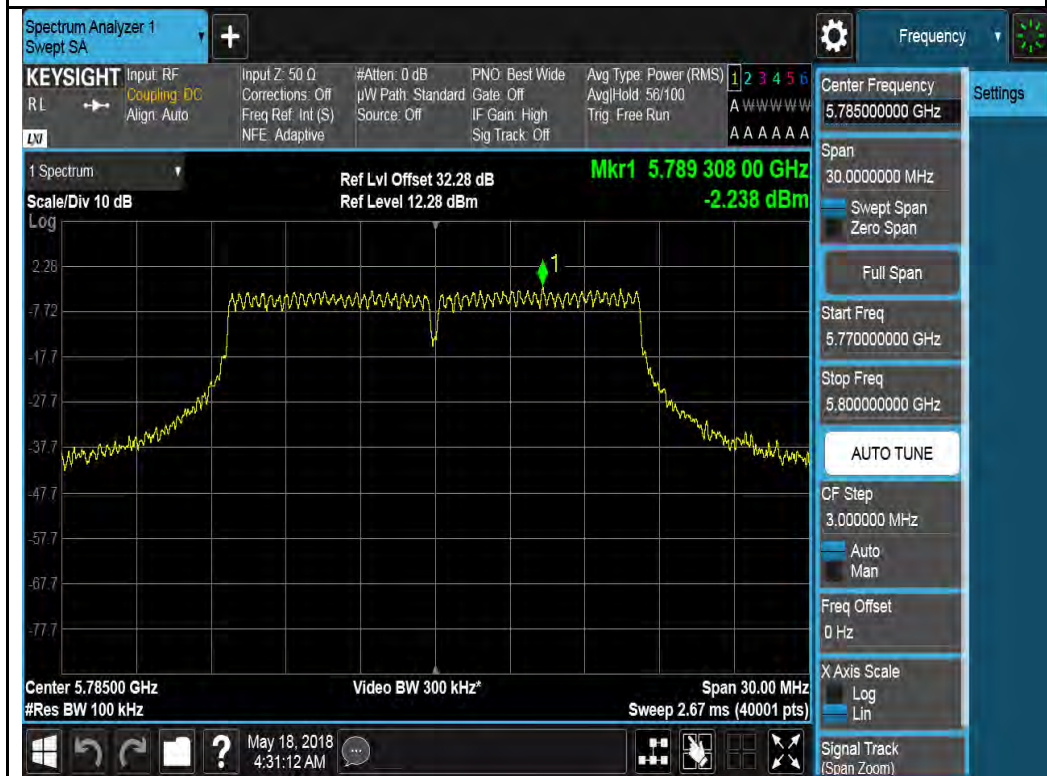 Spectrum Analyzer 1
Swept SA
+
Frequency
KEYSIGHT
RL
LXI
Input: RF
Coupling: DC
Align: Auto
Input Z: 50 Ω
Corrections: Off
Freq Ref: Int (S)
NFE: Adaptive
#Atten: 0 dB
µW Path: Standard
Source: Off
PNO: Best Wide
Gate: Off
IF Gain: High
Sig Track: Off
Avg Type: Power (RMS)
Avg|Hold: 56/100
Trig: Free Run
1 2 3 4 5 6
A W W W W W
A A A A A A
1 Spectrum
Scale/Div 10 dB
Log
Ref Lvl Offset 32.28 dB
Ref Level 12.28 dBm
Mkr1 5.789 308 00 GHz
-2.238 dBm
1
2.28
-7.72
-17.7
-27.7
-37.7
-47.7
-57.7
-67.7
-77.7
Center 5.78500 GHz
#Res BW 100 kHz
Video BW 300 kHz*
Span 30.00 MHz
Sweep 2.67 ms (40001 pts)
?
May 18, 2018
4:31:12 AM
Center Frequency
5.785000000 GHz
Span
30.0000000 MHz
Swept Span
Zero Span
Full Span
Start Freq
5.770000000 GHz
Stop Freq
5.800000000 GHz
AUTO TUNE
CF Step
3.000000 MHz
Auto
Man
Freq Offset
0 Hz
X Axis Scale
Log
Lin
Signal Track
(Span Zoom)
Settings